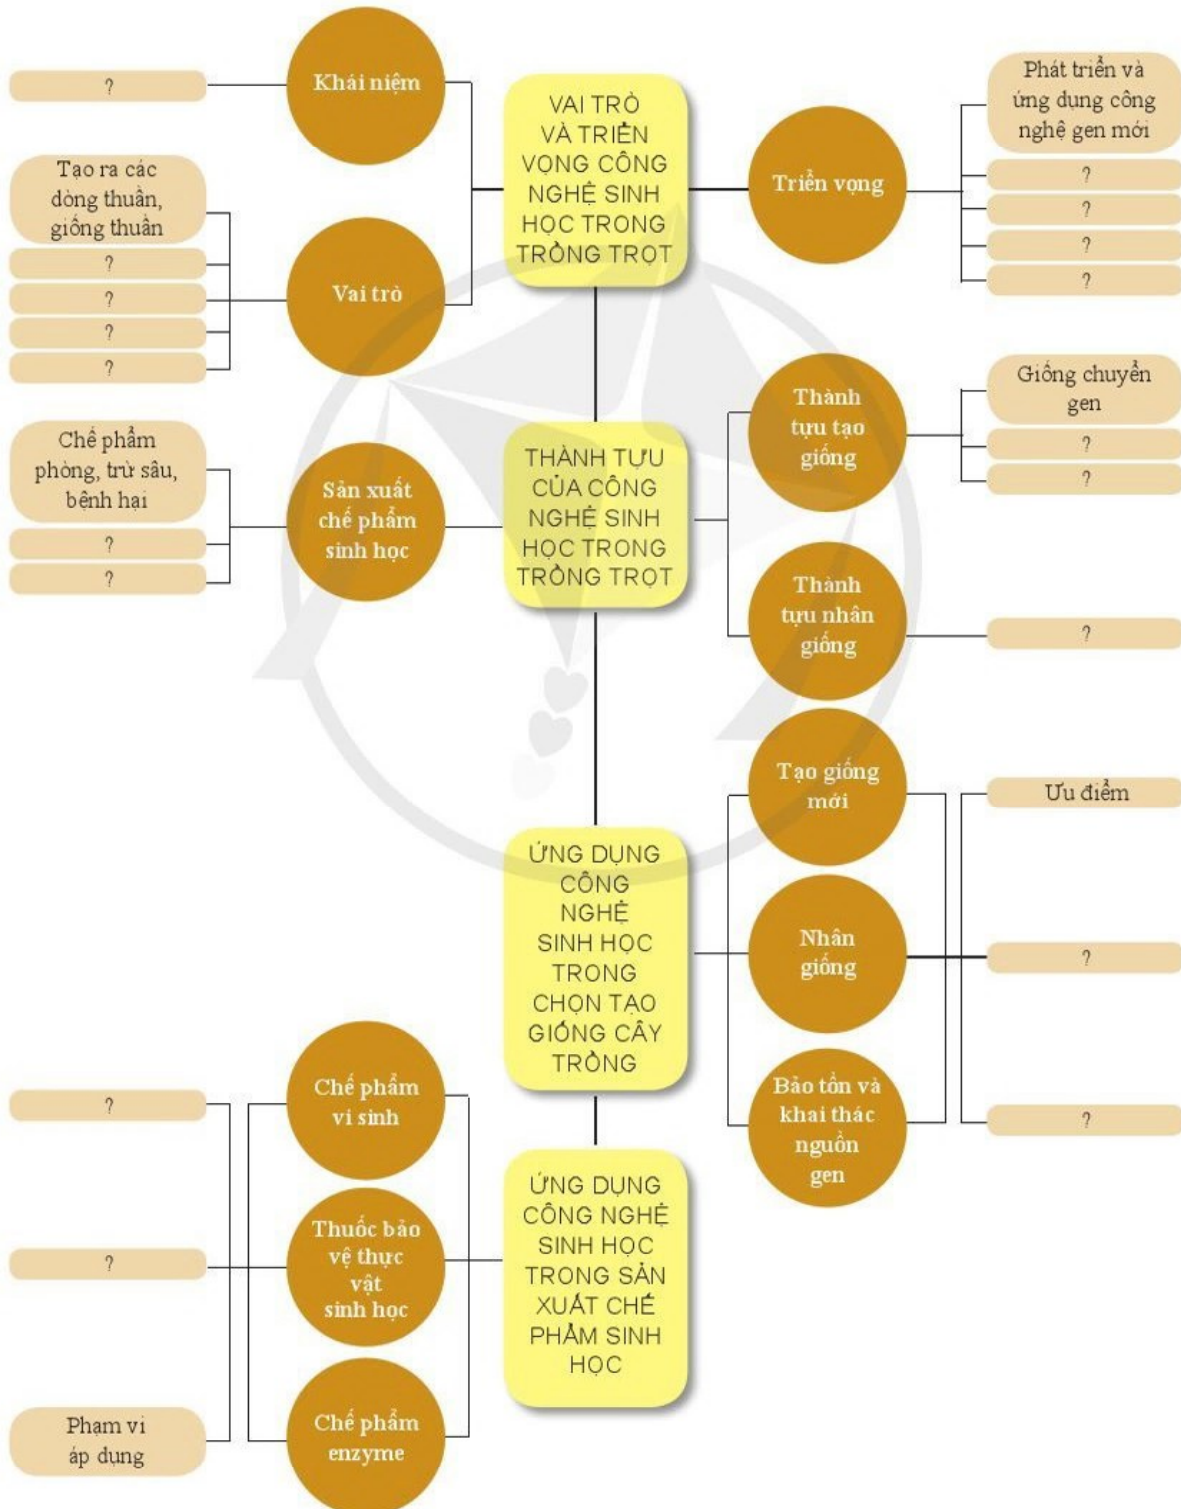 Khái niệm
?
VAI TRÒ
VÀ TRIỂN
VỌNG CÔNG
NGHỆ SINH
HỌC TRONG
TRỒNG TRỌT
Tạo ra các
dòng thuần,
giống thuần
?
?
?
?
Vai trò
Triển vọng
Phát triển và
ứng dụng công
nghệ gen mới
?
?
?
?
Chế phẩm
phòng, trừ sâu,
bệnh hại
?
?
Sản xuất
chế phẩm
sinh học
THÀNH TỰU
CỦA CÔNG
NGHỆ SINH
HỌC TRONG
TRỒNG TRỌT
Thành
tựu tạo
giống
Giống chuyển
gen
?
?
Thành
tựu nhân
giống
?
ỨNG DỤNG
CÔNG
NGHỆ
SINH HỌC
TRONG
CHỌN TẠO
GIỐNG CÂY
TRỒNG
Tạo giống
mới
Nhân
giống
Bảo tồn và
khai thác
nguồn
gen
Ưu điểm
?
?
?
?
Phạm vi
áp dụng
Chế phẩm
vi sinh
Thuốc bảo
vệ thực
vật
sinh học
Chế phẩm
enzyme
ỨNG DỤNG
CÔNG NGHỆ
SINH HỌC
TRONG SẢN
XUẤT CHẾ
PHẨM SINH
HỌC